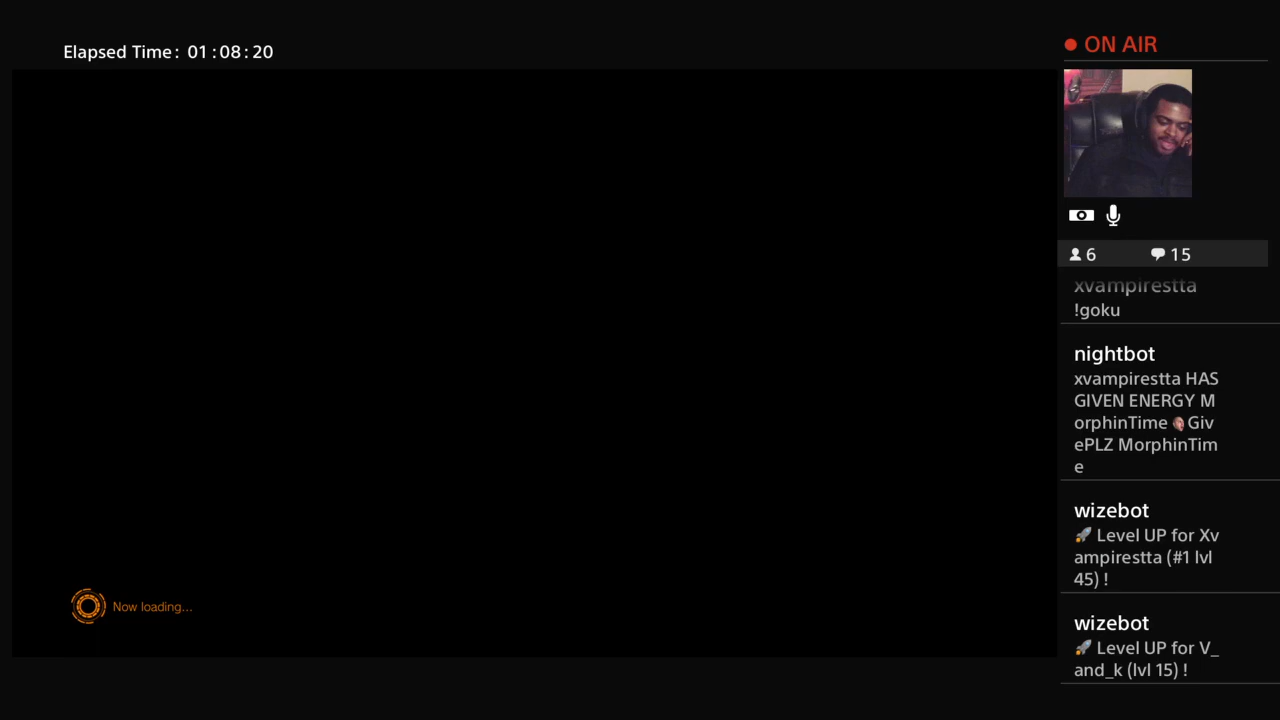 Elapsed Time: 01:08:20
ON AIR
6 15
xvampirestta
!goku
nightbot
xvampirestta HAS
GIVEN ENERGY M
orphinTime Giv
ePLZ MorphinTim
e
wizebot
🚀 Level UP for Xv
ampirestta (#1 lvl
45) !
wizebot
🚀 Level UP for V_
and_k (lvl 15) !
Now loading...